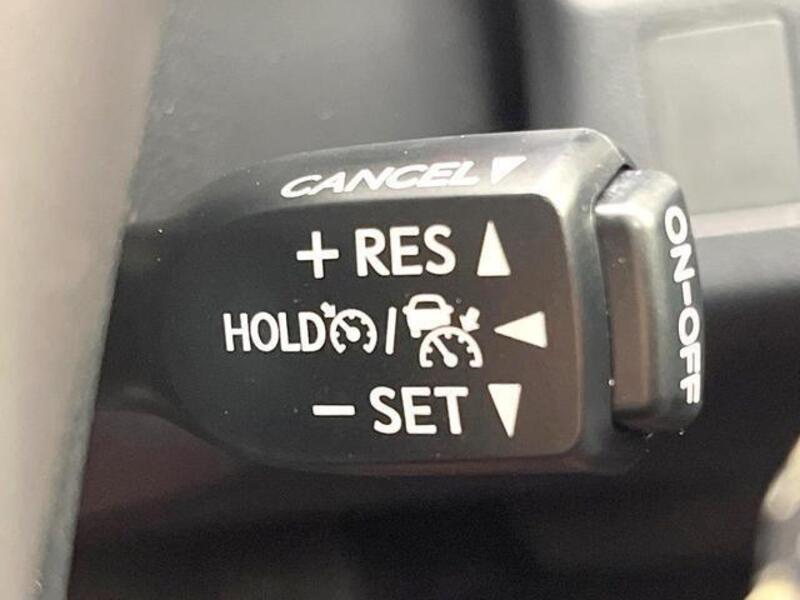 CANCEL
+ RES
HOLD /
- SET
ON-OFF